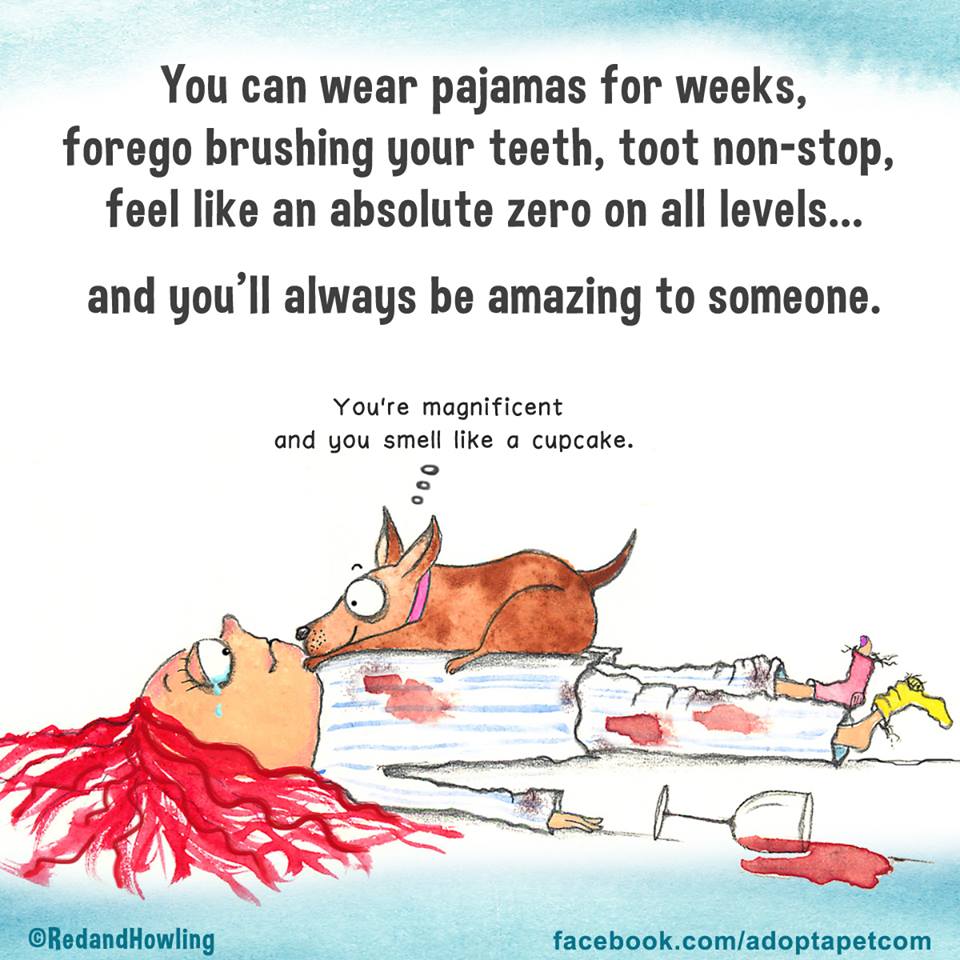 You can wear pajamas for weeks,
forego brushing your teeth, toot non-stop,
feel like an absolute zero on all levels...
and you'll always be amazing to someone.
You're magnificent
and you smell like a cupcake.
©RedandHowling
facebook.com/adoptapetcom